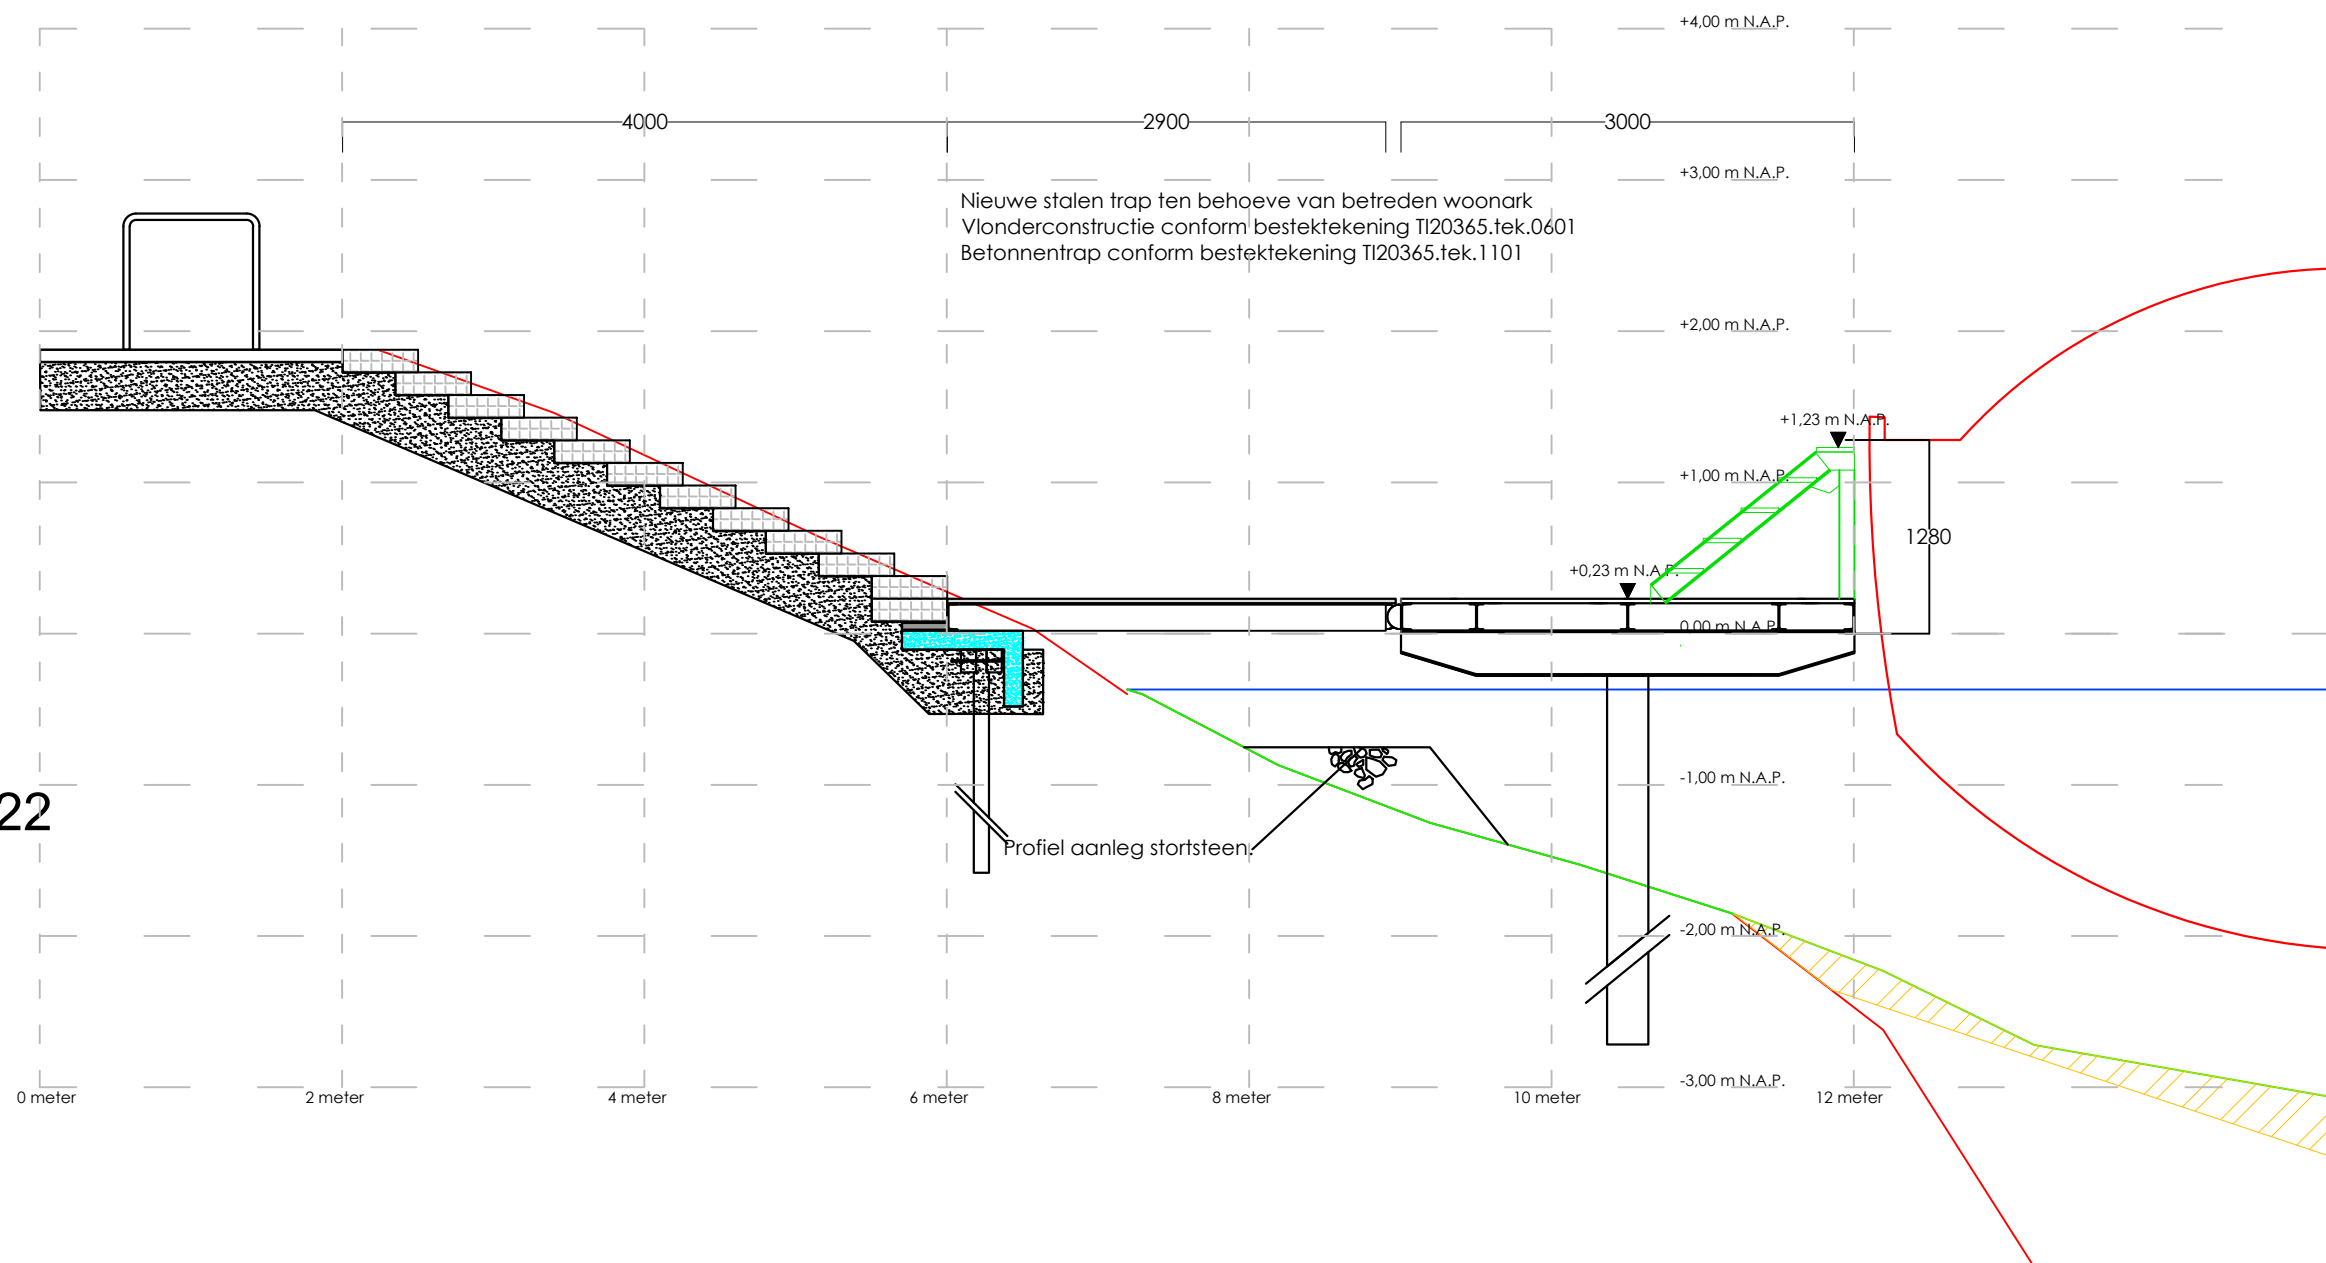 +4,00 m N.A.P.
4000
2900
3000
+3,00 m N.A.P.
Nieuwe stalen trap ten behoeve van betreden woonark
Vlonderconstructie conform bestektekening TI20365.tek.0601
Betonnentrap conform bestektekening TI20365.tek.1101
+2,00 m N.A.P.
+1,23 m N.A.P.
+1,00 m N.A.P.
1280
+0,23 m N.A.P.
0,00 m N.A.P.
-1,00 m N.A.P.
22
Profiel aanleg stortsteen.
-2,00 m N.A.P.
-3,00 m N.A.P.
0 meter
2 meter
4 meter
6 meter
8 meter
10 meter
12 meter